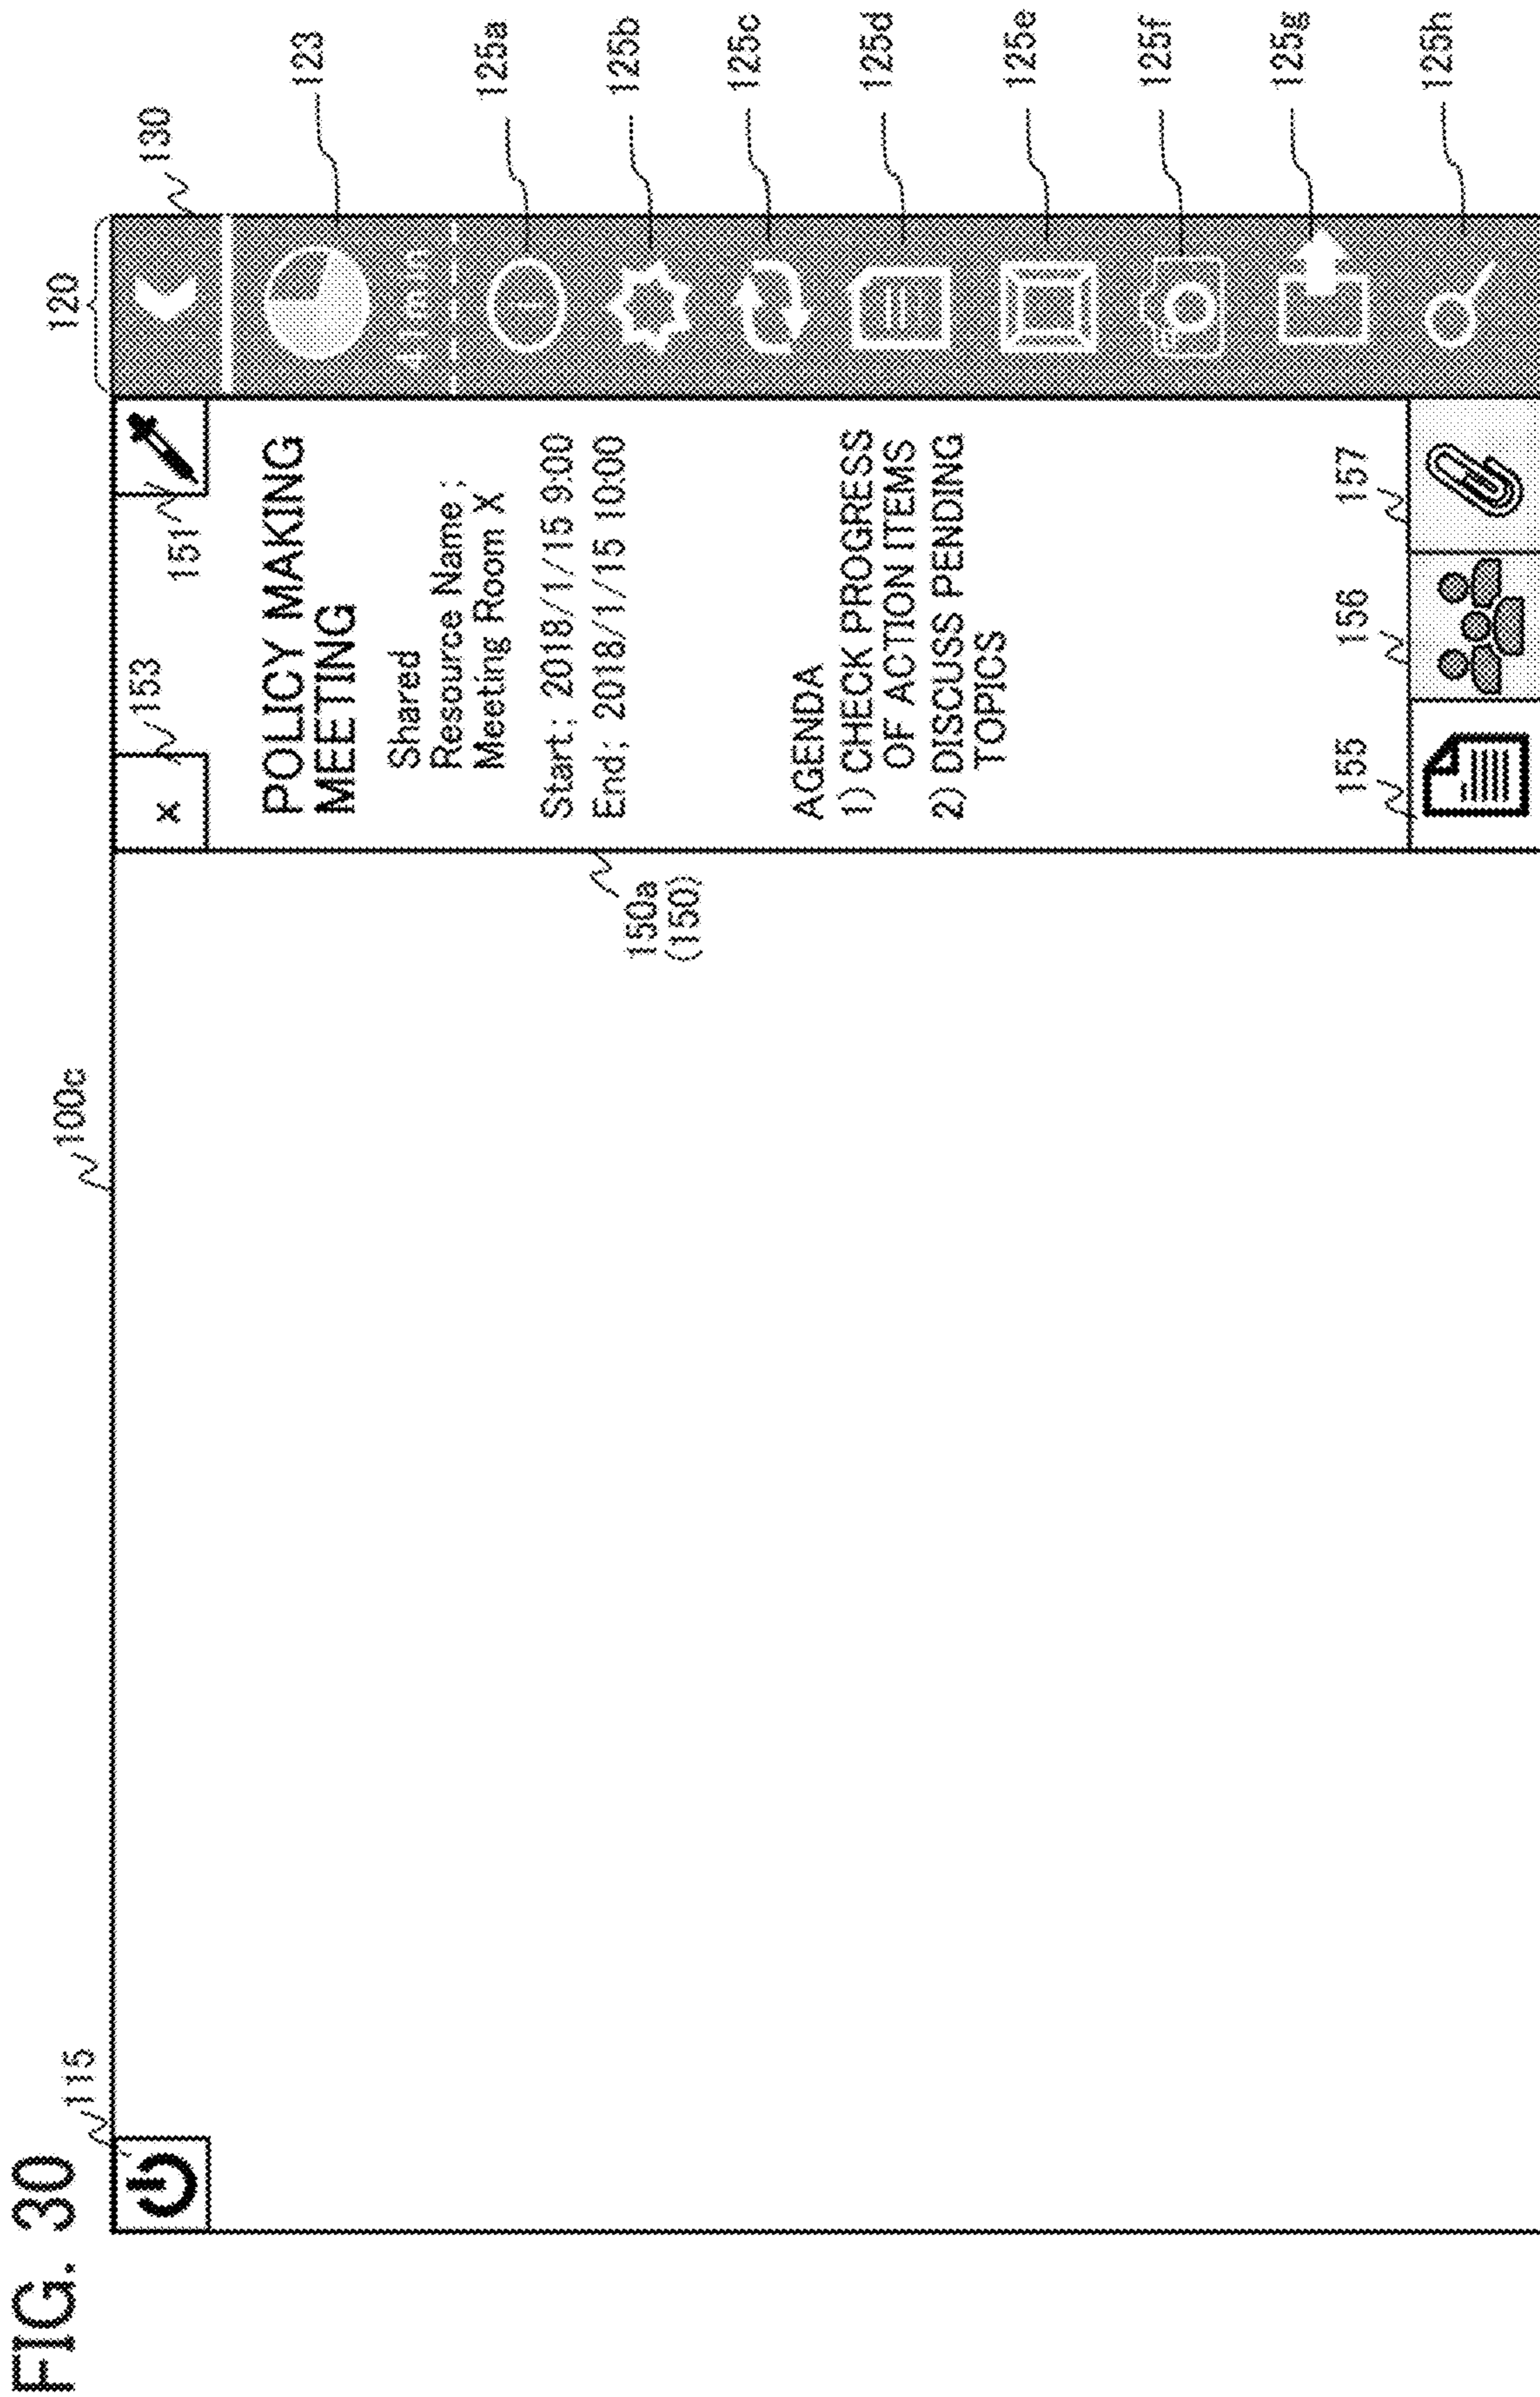 FIG. 30
115
100c
153
151
120
130
123
125a
125b
125c
125d
125e
125f
125g
125h
x
POLICY MAKING
MEETING
Shared
Resource Name :
Meeting Room X
Start: 2018/1/15 9:00
End: 2018/1/15 10:00
AGENDA
1) CHECK PROGRESS
OF ACTION ITEMS
2) DISCUSS PENDING
TOPICS
150a
(150)
155
156
157